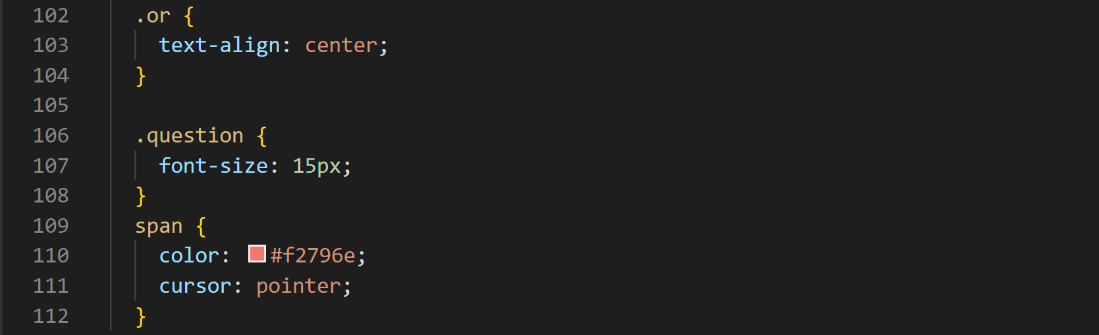 102 .or {
103 text-align: center;
104 }
105
106 .question {
107 font-size: 15px;
108 }
109 span {
110 color: #f2796e;
111 cursor: pointer;
112 }